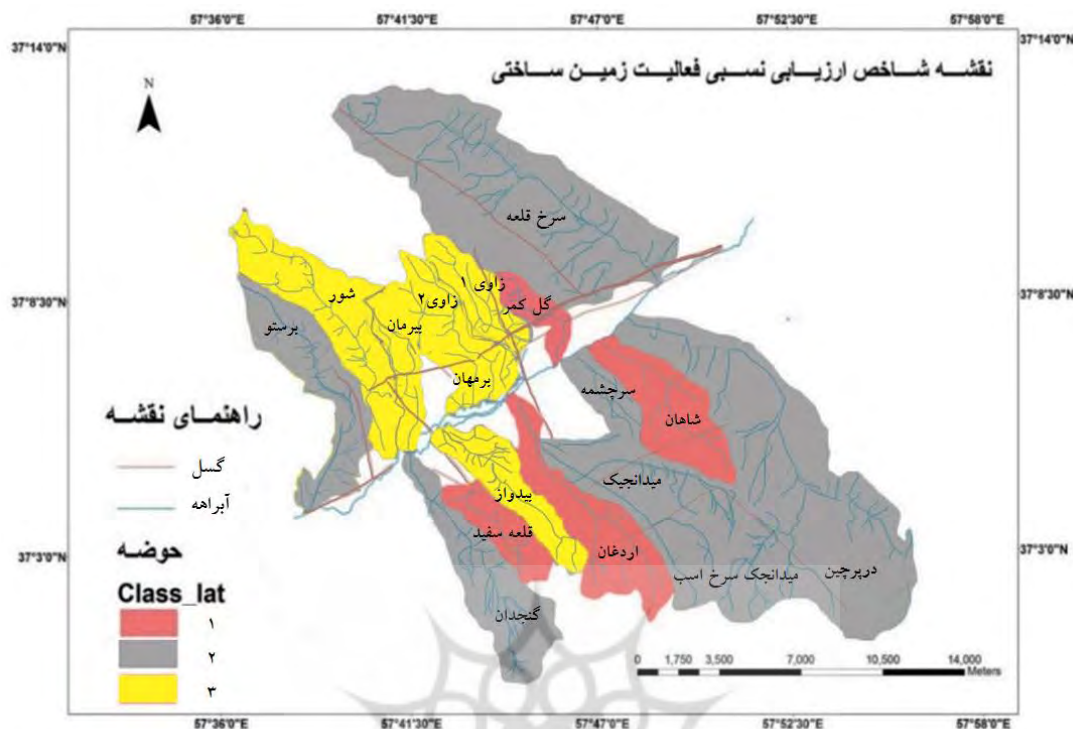 57°36'0"E 57°41'30"E 57°47'0"E 57°52'30"E 57°58'0"E
37°14'0"N 37°14'0"N
نقشه شاخص ارزیابی نسبی فعالیت زمین ساختی
N
سرخ قلعه
37°8'30"N 37°8'30"N
زاوی ۱
گل کمر
زاوی ۲
شور
پیرمان
برستو
برمهان
سرچشمه
شاهان
راهنمای نقشه
گسل
آبراهه
حوضه
Class_lat
۱
۲
۳
میدانجیک
بیدواز
قلعه سفید
اردغان
37°3'0"N 37°3'0"N
میدانجک سرخ اسب
درپرچین
گنجدان
0 1,750 3,500 7,000 10,500 14,000
Meters
57°36'0"E 57°41'30"E 57°47'0"E 57°52'30"E 57°58'0"E